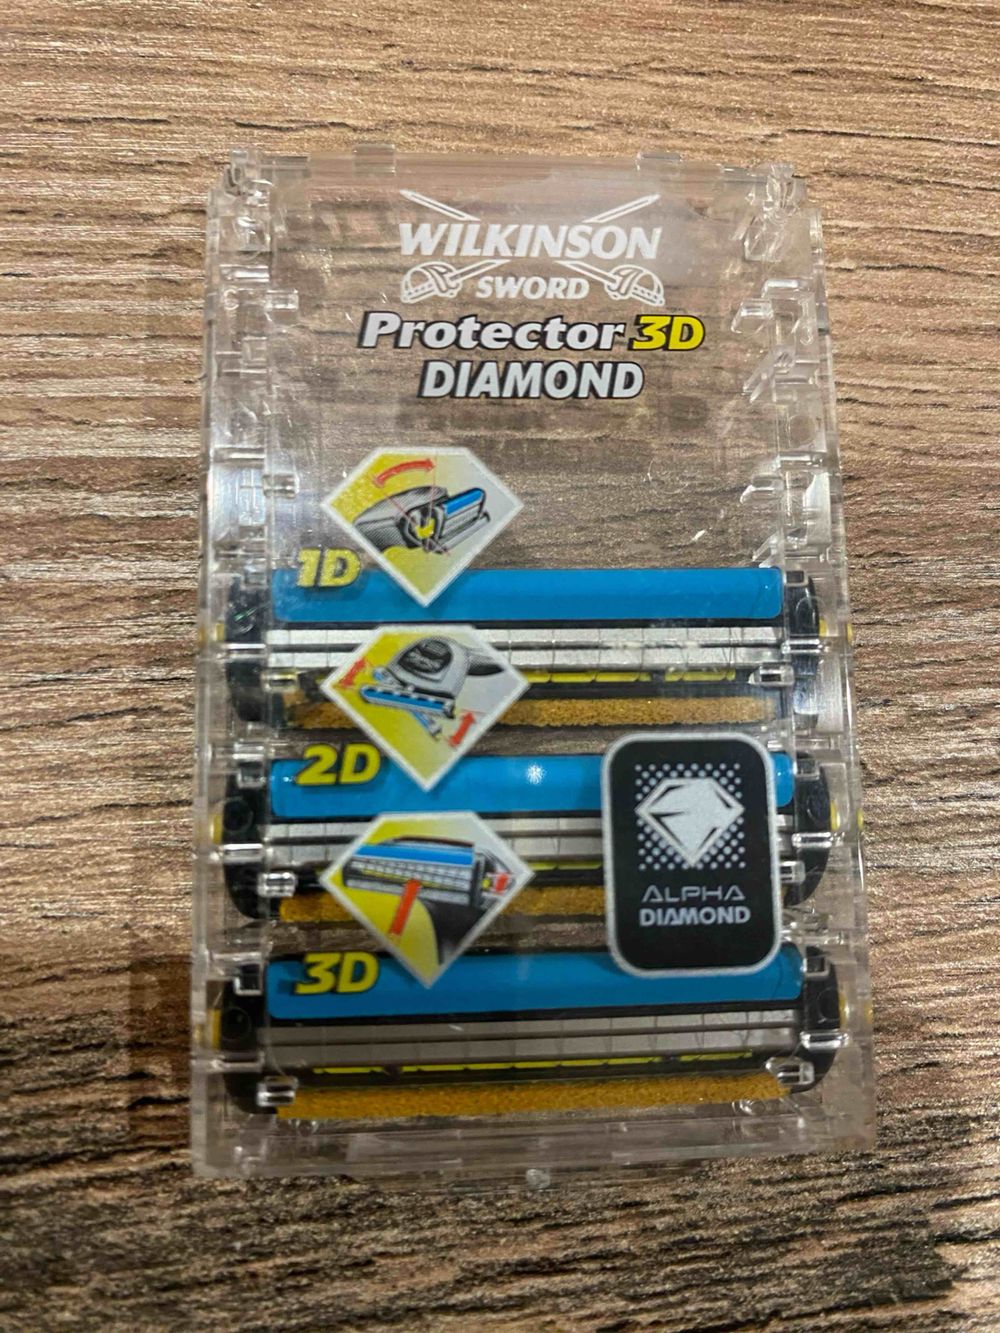 WILKINSON
SWORD
Protector 3D
DIAMOND
1D
2D
3D
ALPHA
DIAMOND